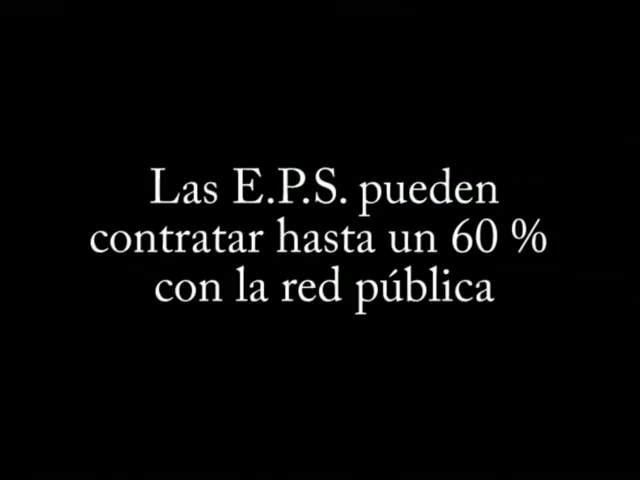 Las E.P.S. pueden
contratar hasta un 60 %
con la red pública